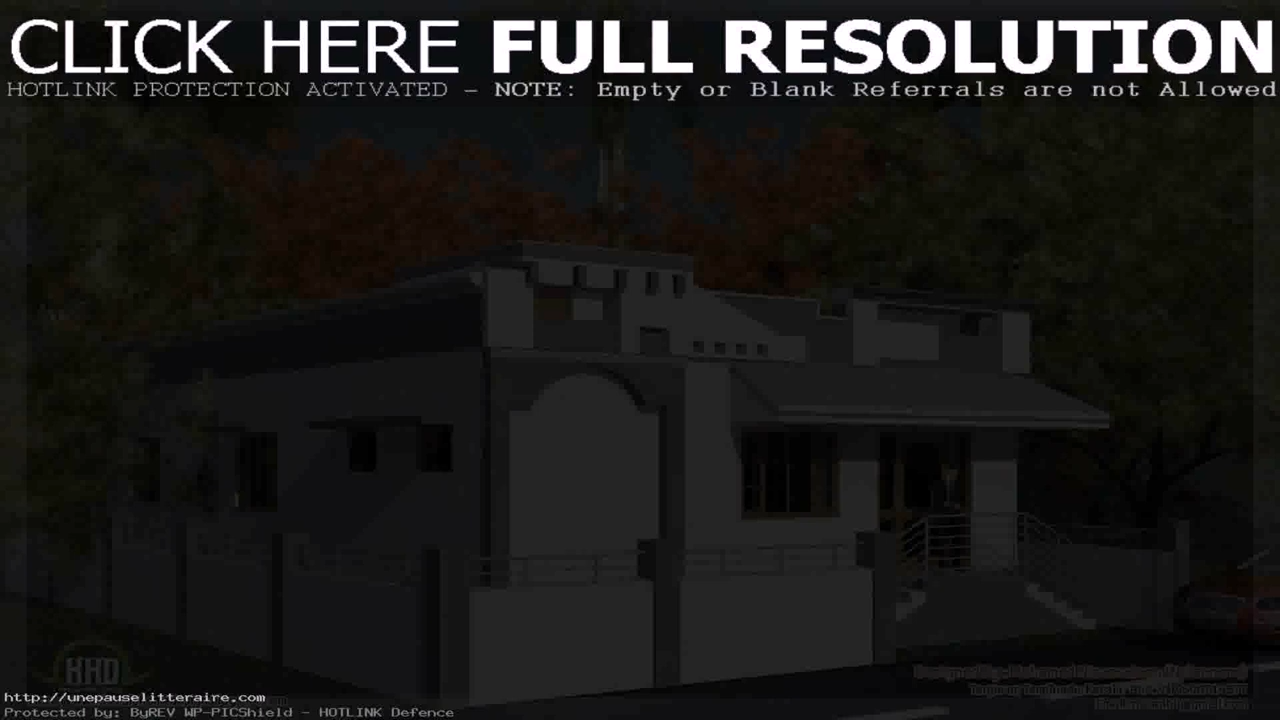 CLICK HERE FULL RESOLUTION
HOTLINK PROTECTION ACTIVATED – NOTE: Empty or Blank Referrals are not Allowed
KHD
http://unepauselitteraire.com
Protected by: ByREV WP-PICShield – HOTLINK Defence